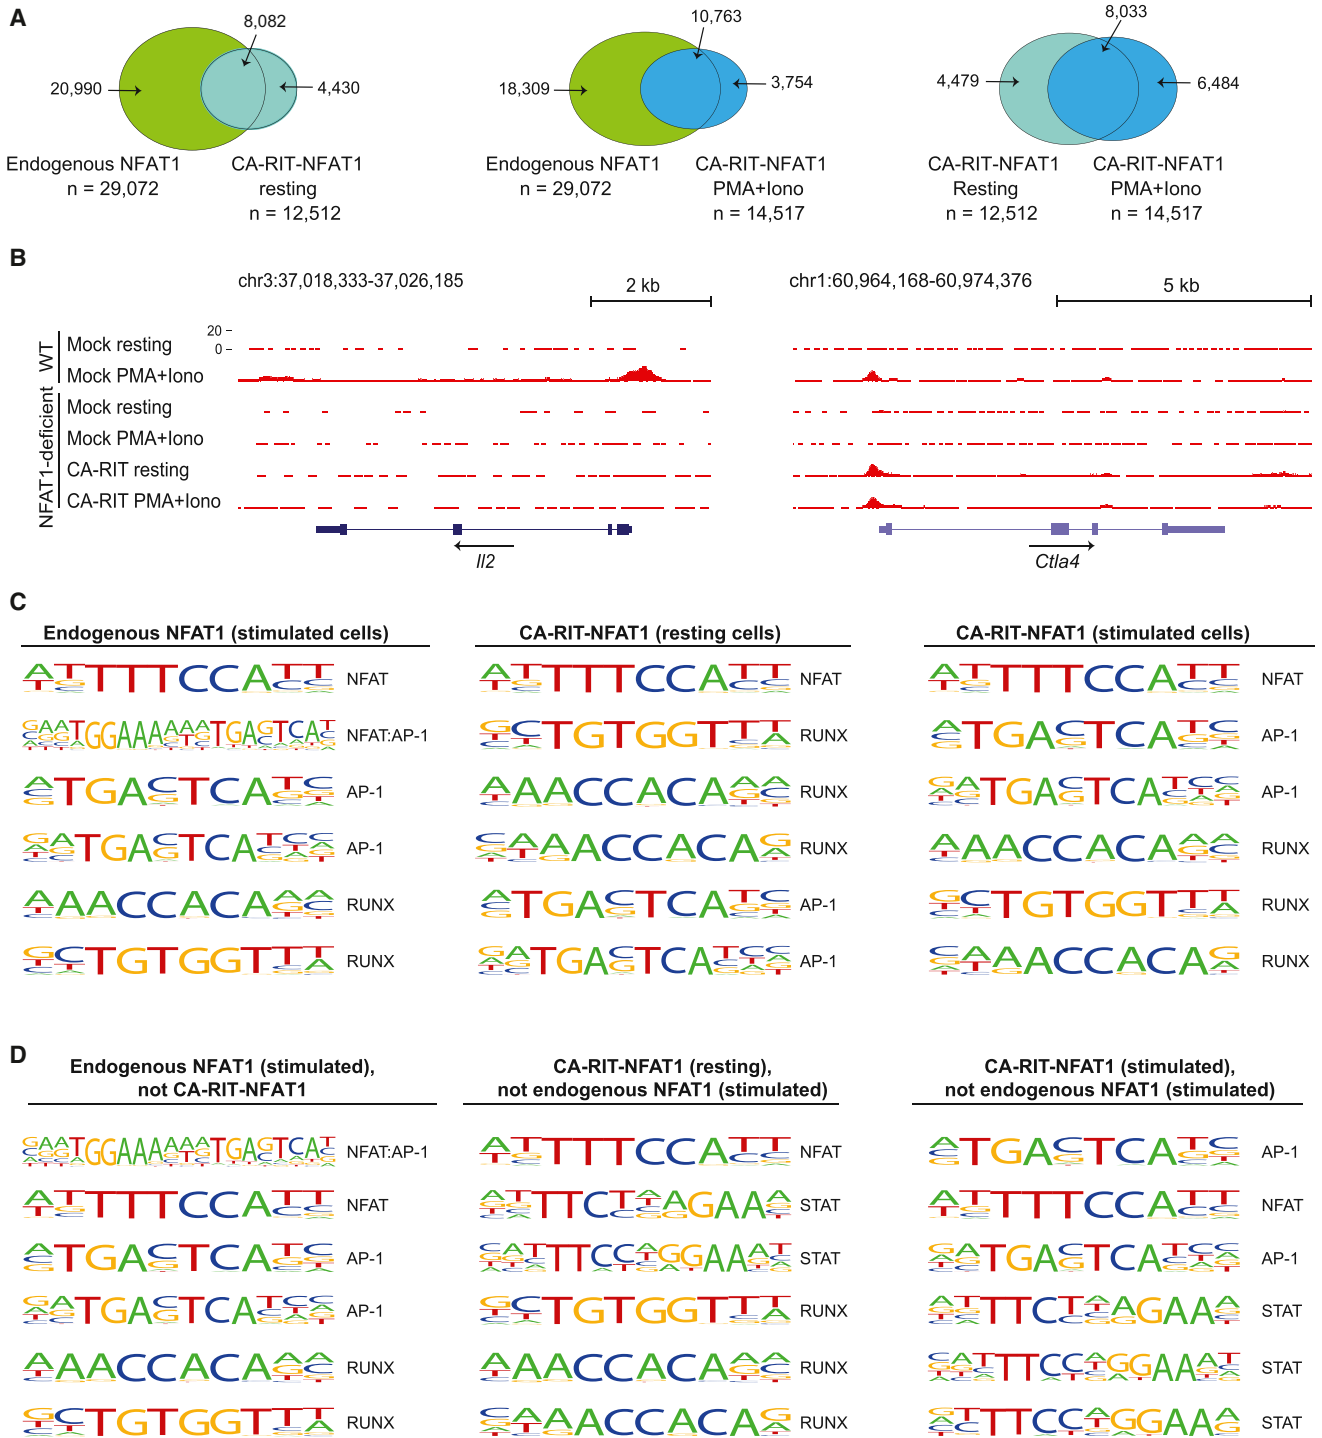 A
8,082
20,990
4,430
Endogenous NFAT1
n = 29,072
CA-RIT-NFAT1
resting
n = 12,512
10,763
18,309
3,754
Endogenous NFAT1
n = 29,072
CA-RIT-NFAT1
PMA+Iono
n = 14,517
8,033
4,479
6,484
CA-RIT-NFAT1
Resting
n = 12,512
CA-RIT-NFAT1
PMA+Iono
n = 14,517
B
chr3:37,018,333-37,026,185
2 kb
chr1:60,964,168-60,974,376
5 kb
20
0
WT
Mock resting
Mock PMA+Iono
NFAT1-deficient
Mock resting
Mock PMA+Iono
CA-RIT resting
CA-RIT PMA+Iono
Il2
Ctla4
C
Endogenous NFAT1 (stimulated cells)
NFAT
NFAT:AP-1
AP-1
AP-1
RUNX
RUNX
CA-RIT-NFAT1 (resting cells)
NFAT
RUNX
RUNX
RUNX
AP-1
AP-1
CA-RIT-NFAT1 (stimulated cells)
NFAT
AP-1
AP-1
RUNX
RUNX
RUNX
D
Endogenous NFAT1 (stimulated),
not CA-RIT-NFAT1
NFAT:AP-1
NFAT
AP-1
AP-1
RUNX
RUNX
CA-RIT-NFAT1 (resting),
not endogenous NFAT1 (stimulated)
NFAT
STAT
STAT
RUNX
RUNX
RUNX
CA-RIT-NFAT1 (stimulated),
not endogenous NFAT1 (stimulated)
AP-1
NFAT
AP-1
STAT
STAT
STAT